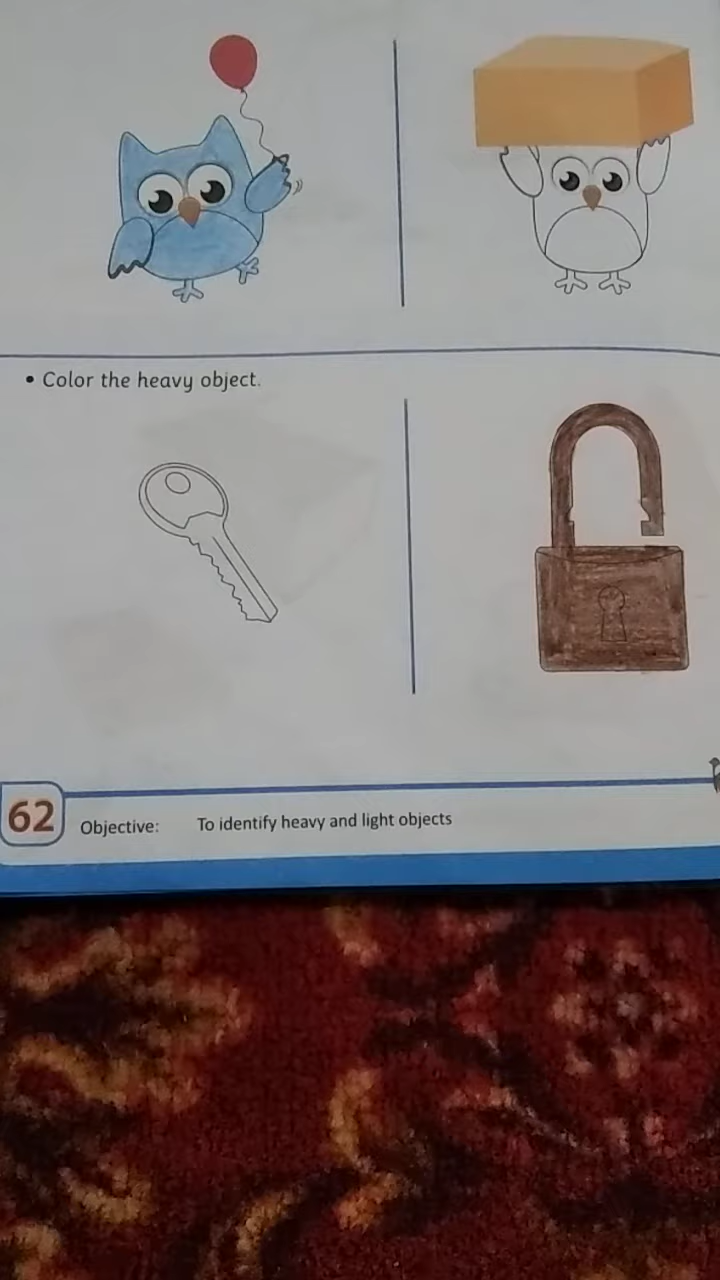 • Color the heavy object.
62
Objective: To identify heavy and light objects